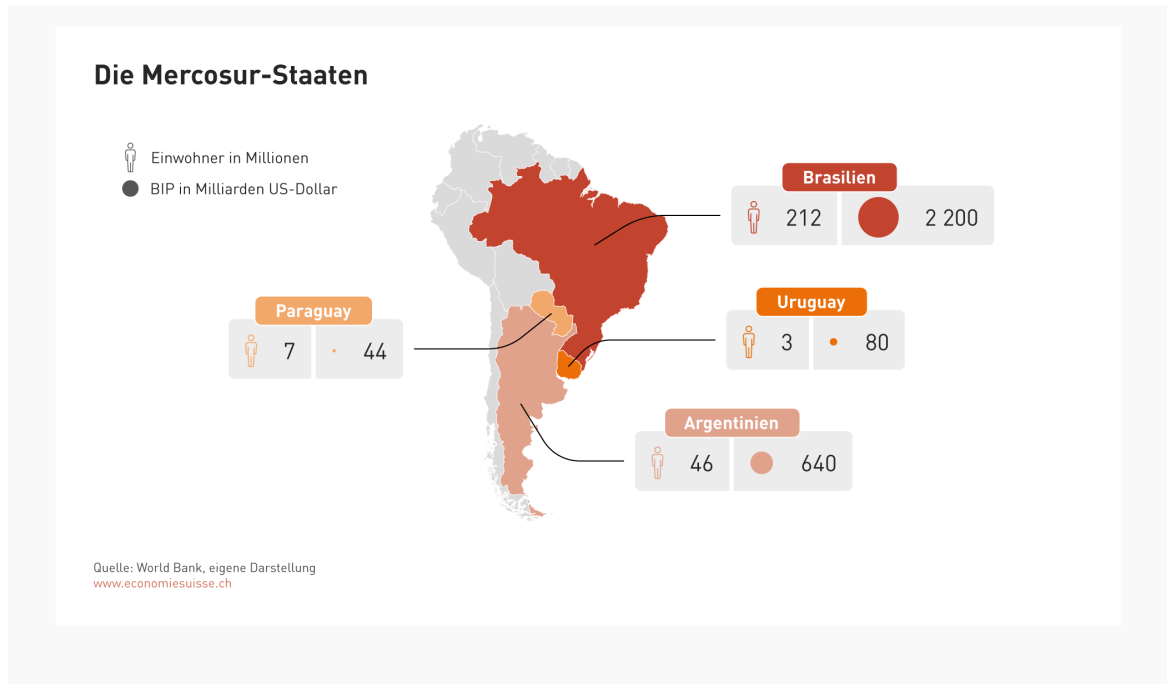 Die Mercosur-Staaten
Einwohner in Millionen
BIP in Milliarden US-Dollar
Brasilien
212 2 200
Paraguay
7 44
Uruguay
3 80
Argentinien
46 640
Quelle: World Bank, eigene Darstellung
www.economiesuisse.ch